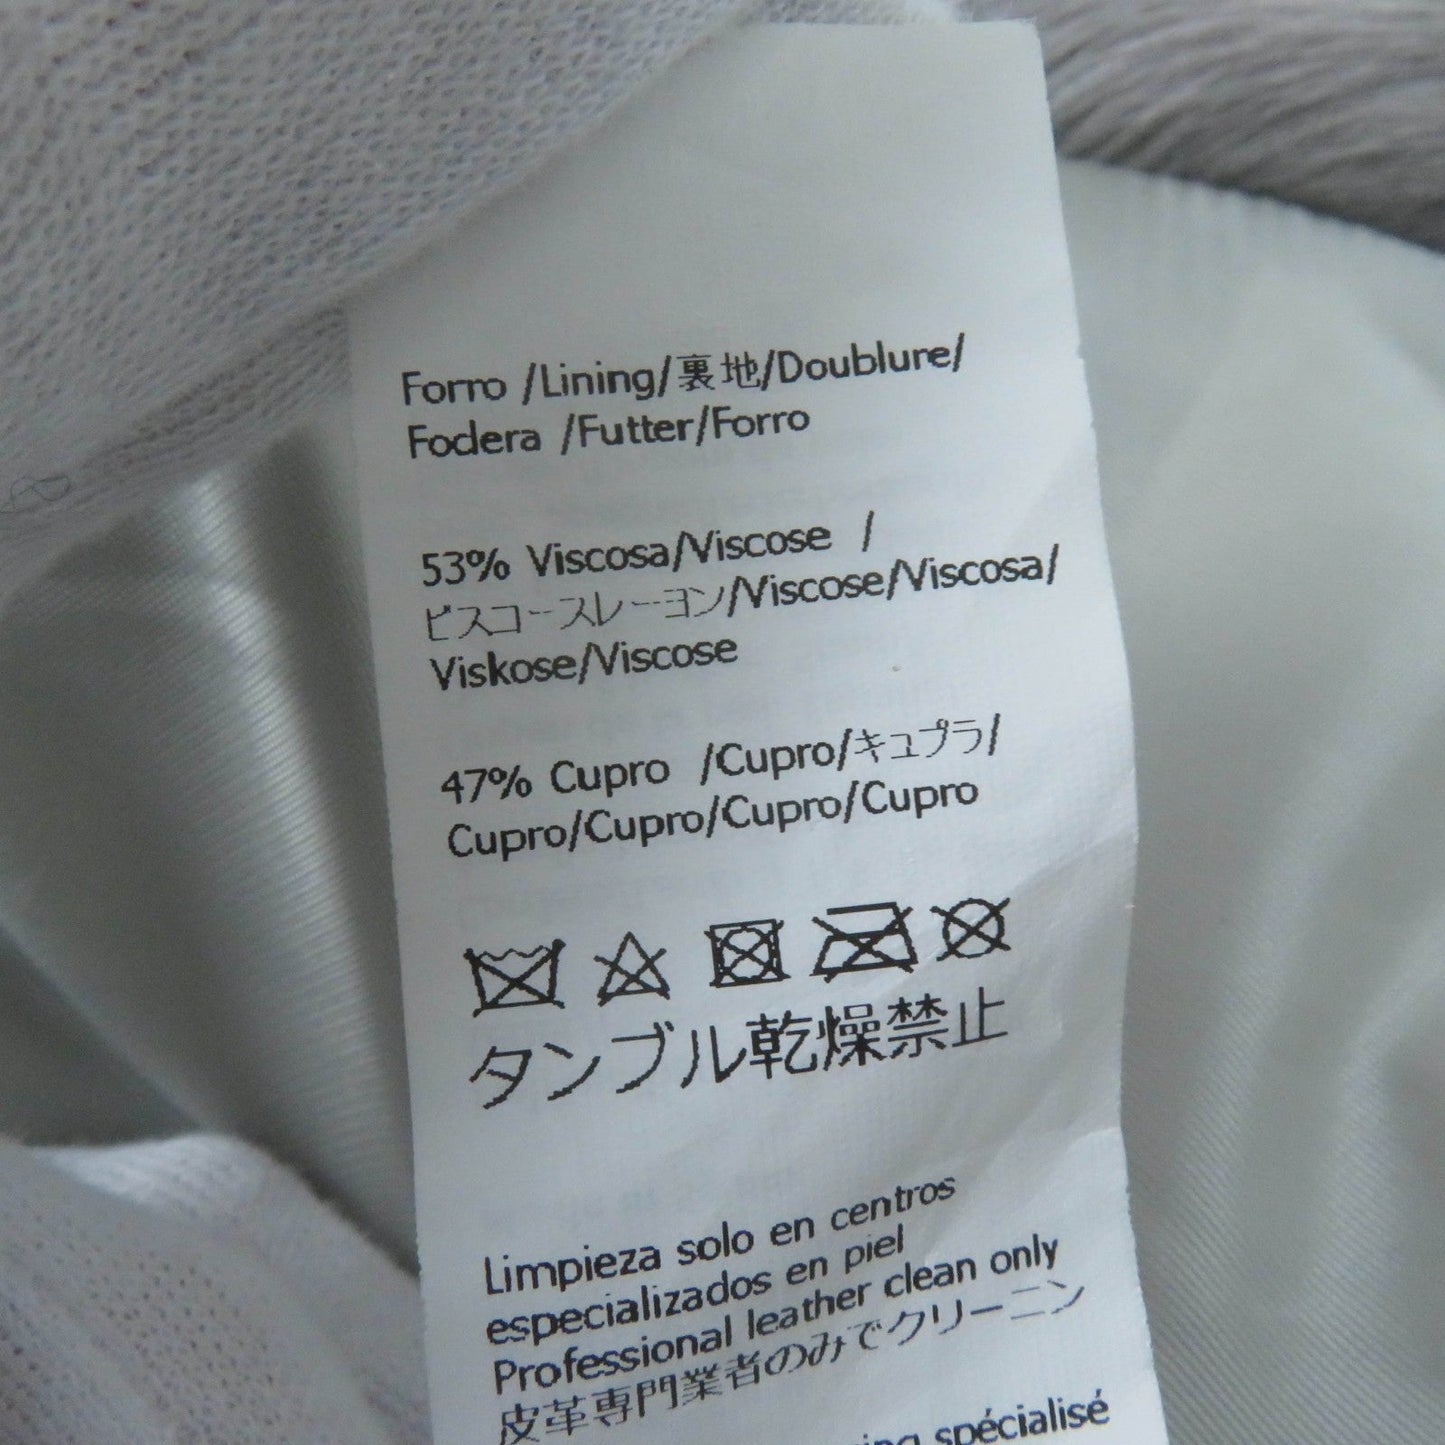 Forro /Lining/裏地/Doublure/
Fodera /Futter/Forro
53% Viscosa/Viscose /
ビスコースレーヨン/Viscose/Viscosa/
Viskose/Viscose
47% Cupro /Cupro/キュプラ/
Cupro/Cupro/Cupro/Cupro
タンブル乾燥禁止
Limpieza solo en centros
especializados en piel
Professional leather clean only
皮革専門業者のみでクリーニン
spécialisé